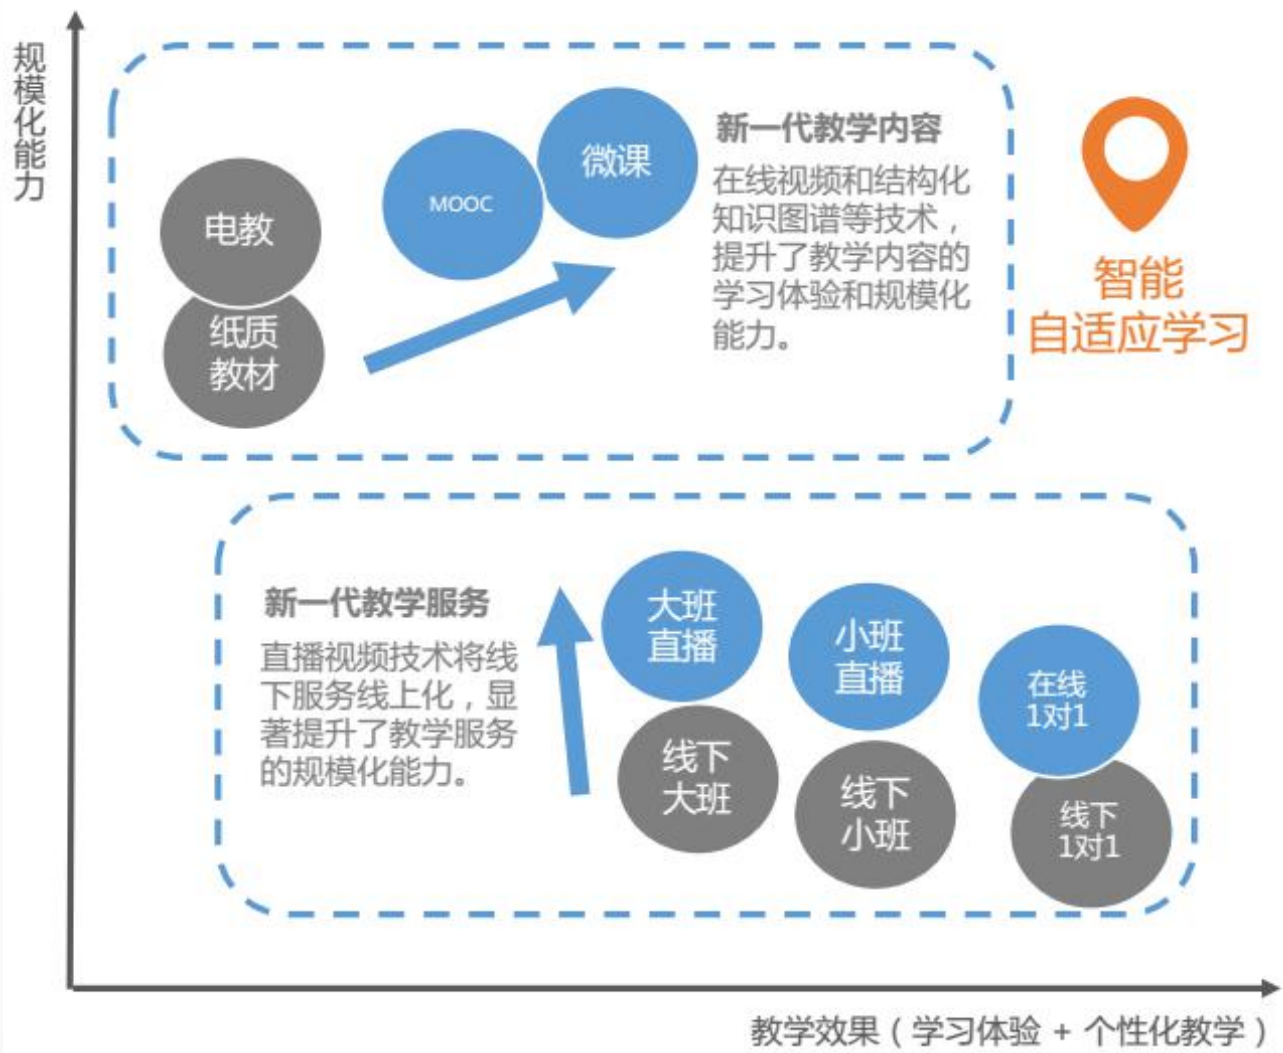 规模化能力
电教
纸质
教材
MOOC
微课
新一代教学内容
在线视频和结构化
知识图谱等技术，
提升了教学内容的
学习体验和规模化
能力。
智能
自适应学习
新一代教学服务
直播视频技术将线
下服务线上化，显
著提升了教学服务
的规模化能力。
大班
直播
小班
直播
在线
1对1
线下
大班
线下
小班
线下
1对1
教学效果（学习体验 + 个性化教学）